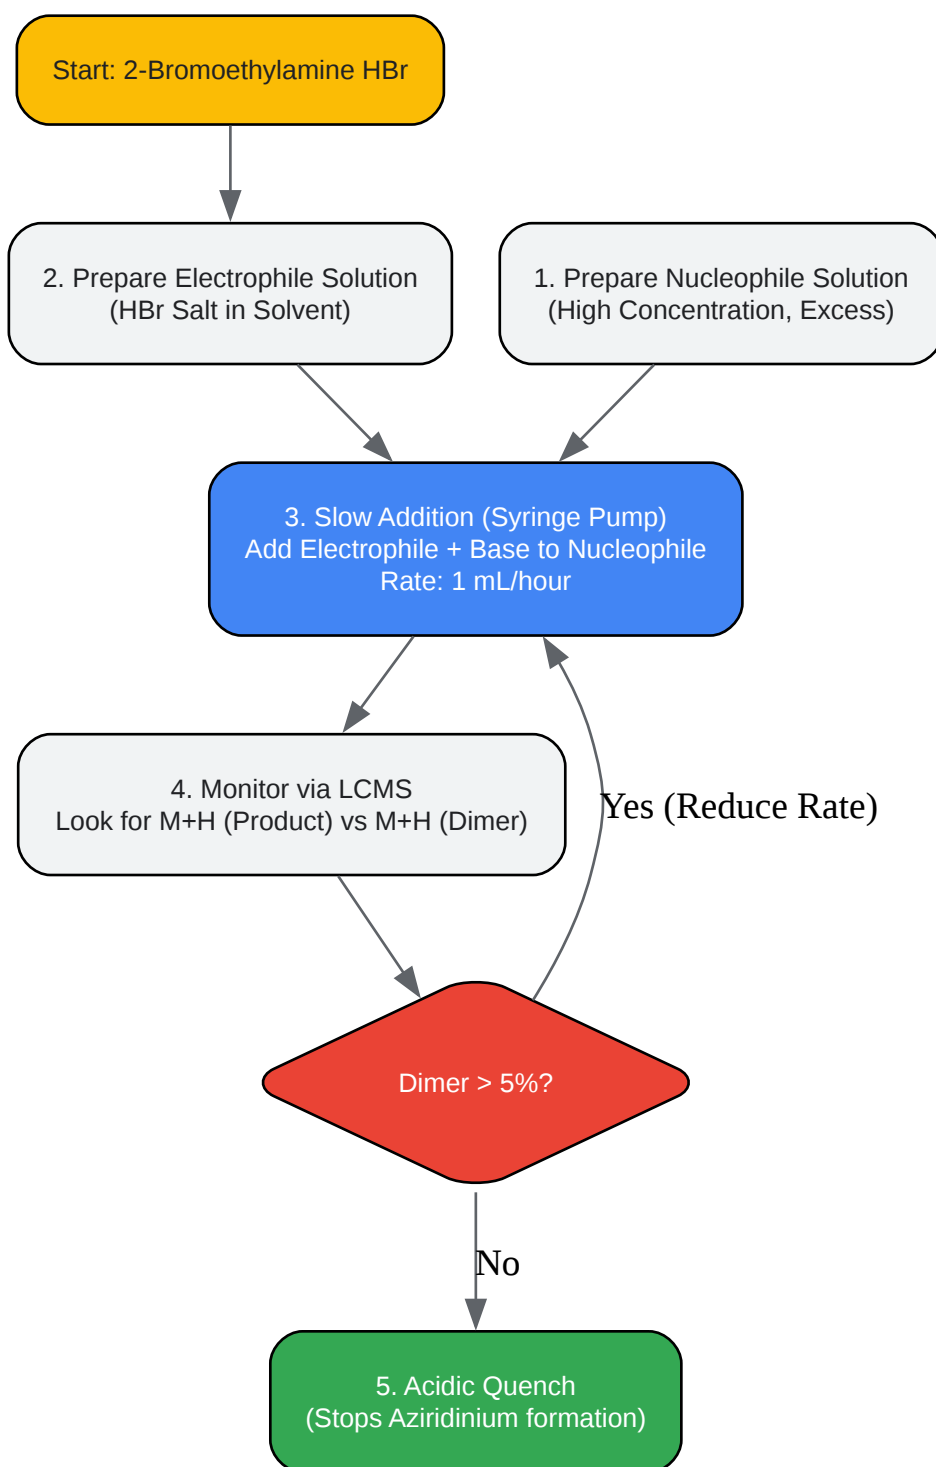 Start: 2-Bromoethylamine HBr
2. Prepare Electrophile Solution
(HBr Salt in Solvent)
1. Prepare Nucleophile Solution
(High Concentration, Excess)
3. Slow Addition (Syringe Pump)
Add Electrophile + Base to Nucleophile
Rate: 1 mL/hour
4. Monitor via LCMS
Look for M+H (Product) vs M+H (Dimer)
Yes (Reduce Rate)
Dimer > 5%?
No
5. Acidic Quench
(Stops Aziridinium formation)